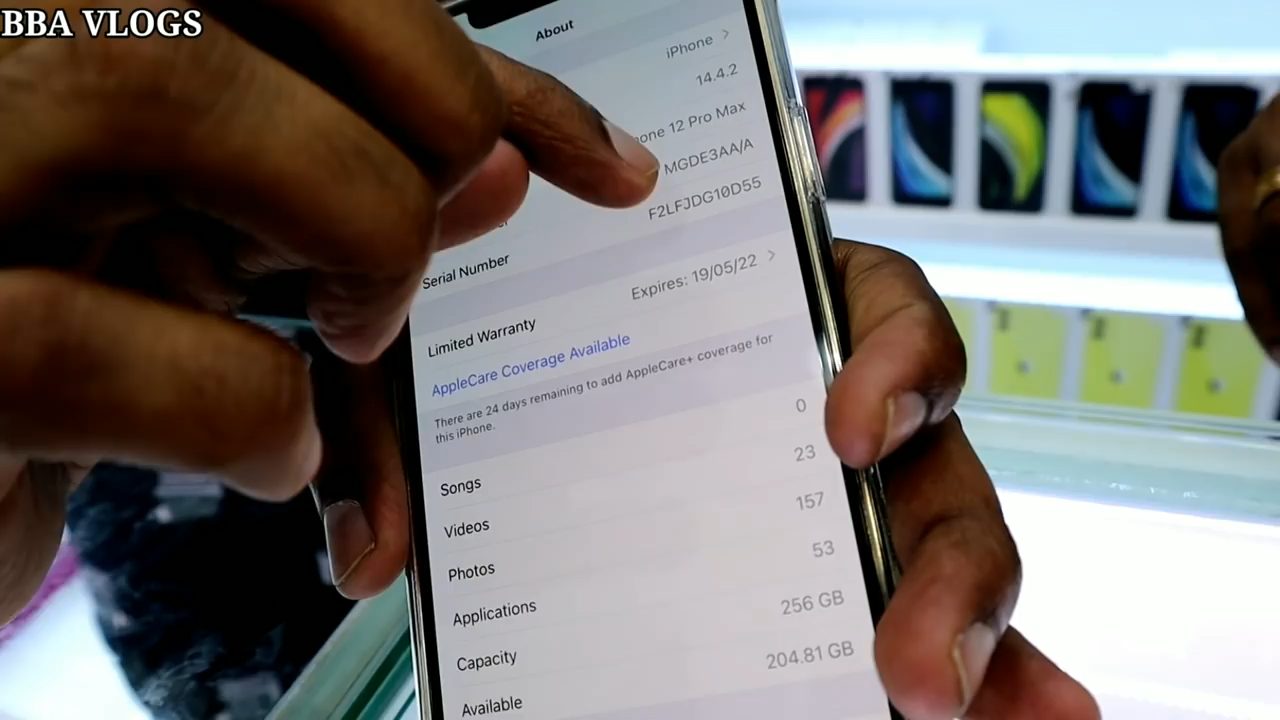 BBA VLOGS
About
iPhone >
14.4.2
one 12 Pro Max
MGDE3AA/A
Serial Number F2LFJDG10D55
Limited Warranty Expires: 19/05/22 >
AppleCare Coverage Available
There are 24 days remaining to add AppleCare+ coverage for
this iPhone.
Songs 0
Videos 23
Photos 157
Applications 53
Capacity 256 GB
Available 204.81 GB